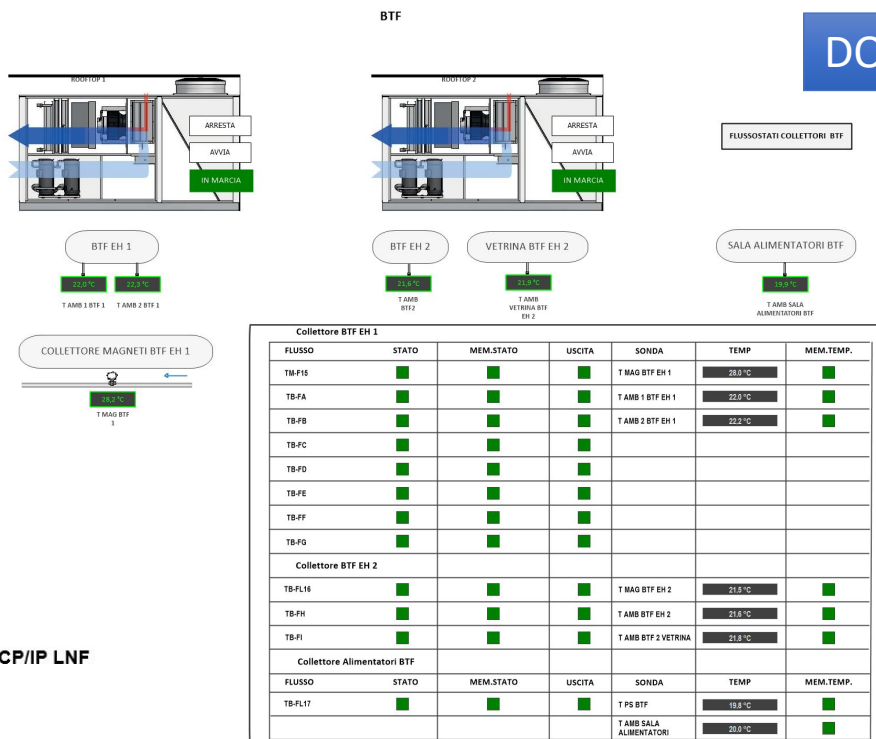 BTF
DO
ROOFTOP 1
ROOFTOP 2
ARRESTA
AVVIA
IN MARCIA
ARRESTA
AVVIA
IN MARCIA
FLUSSOSTATI COLLETTORI BTF
BTF EH 1
BTF EH 2
VETRINA BTF EH 2
SALA ALIMENTATORI BTF
22,0 °C
22,3 °C
21,6 °C
21,9 °C
19,9 °C
T AMB 1 BTF 1
T AMB 2 BTF 1
T AMB
BTF2
T AMB
VETRINA BTF
EH 2
T AMB SALA
ALIMENTATORI BTF
COLLETTORE MAGNETI BTF EH 1
28,2 °C
T MAG BTF
1
Collettore BTF EH 1
FLUSSO STATO MEM.STATO USCITA SONDA TEMP MEM.TEMP.
TM-F15 T MAG BTF EH 1 28,0 °C
TB-FA T AMB 1 BTF EH 1 22,0 °C
TB-FB T AMB 2 BTF EH 1 22,2 °C
TB-FC
TB-FD
TB-FE
TB-FF
TB-FG
Collettore BTF EH 2
TB-FL16 T MAG BTF EH 2 21,5 °C
TB-FH T AMB BTF EH 2 21,6 °C
TB-FI T AMB BTF 2 VETRINA 21,8 °C
Collettore Alimentatori BTF
FLUSSO STATO MEM.STATO USCITA SONDA TEMP MEM.TEMP.
TB-FL17 T PS BTF 19,8 °C
T AMB SALA
ALIMENTATORI 20,0 °C
CP/IP LNF